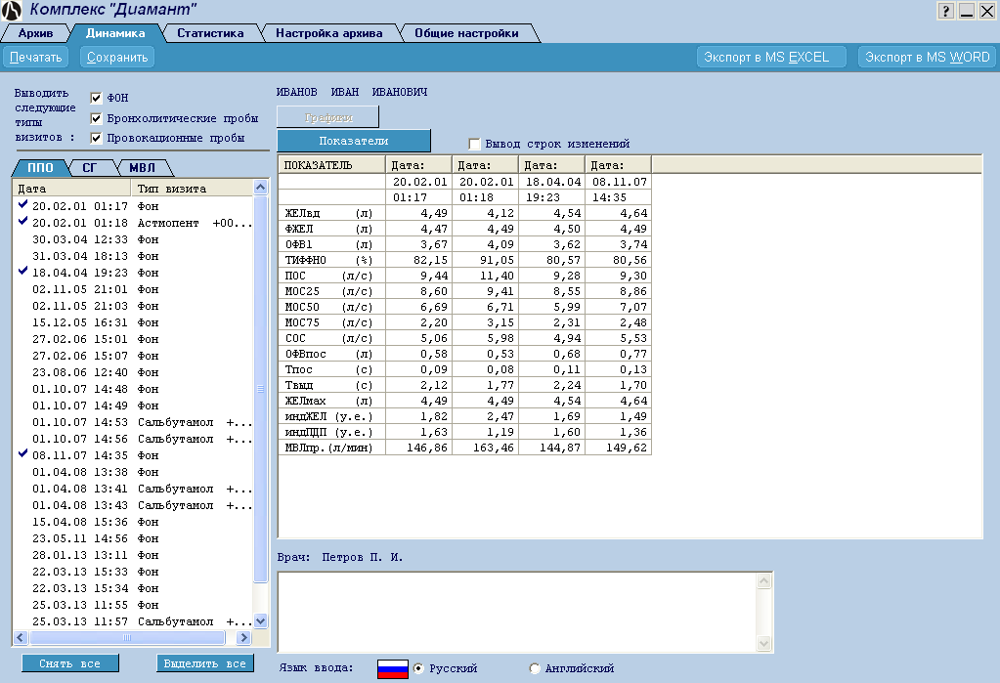 Комплекс "Диамант"
Архив Динамика Статистика Настройка архива Общие настройки
Печатать Сохранить Экспорт в MS EXCEL Экспорт в MS WORD
Выводить следующие типы визитов :
ФОН
Бронхолитические пробы
Провокационные пробы
ППО СГ МВЛ
Дата Тип визита
20.02.01 01:17 Фон
20.02.01 01:18 Астмопент +00...
30.03.04 12:33 Фон
31.03.04 18:13 Фон
18.04.04 19:23 Фон
02.11.05 21:01 Фон
02.11.05 21:03 Фон
15.12.05 16:31 Фон
27.02.06 15:01 Фон
27.02.06 15:07 Фон
23.08.06 12:40 Фон
01.10.07 14:48 Фон
01.10.07 14:49 Фон
01.10.07 14:53 Сальбутамол +...
01.10.07 14:56 Сальбутамол +...
08.11.07 14:35 Фон
01.04.08 13:38 Фон
01.04.08 13:41 Сальбутамол +...
01.04.08 13:43 Сальбутамол +...
15.04.08 15:36 Фон
23.05.11 14:56 Фон
28.01.13 13:11 Фон
22.03.13 15:33 Фон
22.03.13 15:34 Фон
25.03.13 11:55 Фон
25.03.13 11:57 Сальбутамол +...
Снять все Выделить все
ИВАНОВ ИВАН ИВАНОВИЧ
Графики
Показатели
Вывод строк изменений
ПОКАЗАТЕЛЬ Дата: Дата: Дата: Дата:
20.02.01 20.02.01 18.04.04 08.11.07
01:17 01:18 19:23 14:35
ЖЕЛвд (л) 4,49 4,12 4,54 4,64
ФЖЕЛ (л) 4,47 4,49 4,50 4,49
ОФВ1 (л) 3,67 4,09 3,62 3,74
ТИФФНО (%) 82,15 91,05 80,57 80,56
ПОС (л/с) 9,44 11,40 9,28 9,30
МОС25 (л/с) 8,60 9,41 8,55 8,86
МОС50 (л/с) 6,69 6,71 5,99 7,07
МОС75 (л/с) 2,20 3,15 2,31 2,48
СОС (л/с) 5,06 5,98 4,94 5,53
ОФВпос (л) 0,58 0,53 0,68 0,77
Тпос (с) 0,09 0,08 0,11 0,13
Твыд (с) 2,12 1,77 2,24 1,70
ЖЕЛмах (л) 4,49 4,49 4,54 4,64
индЖЕЛ (у.е.) 1,82 2,47 1,69 1,49
индПДП (у.е.) 1,63 1,19 1,60 1,36
МВЛпр.(л/мин) 146,86 163,46 144,87 149,62
Врач: Петров П. И.
Язык ввода: Русский Английский